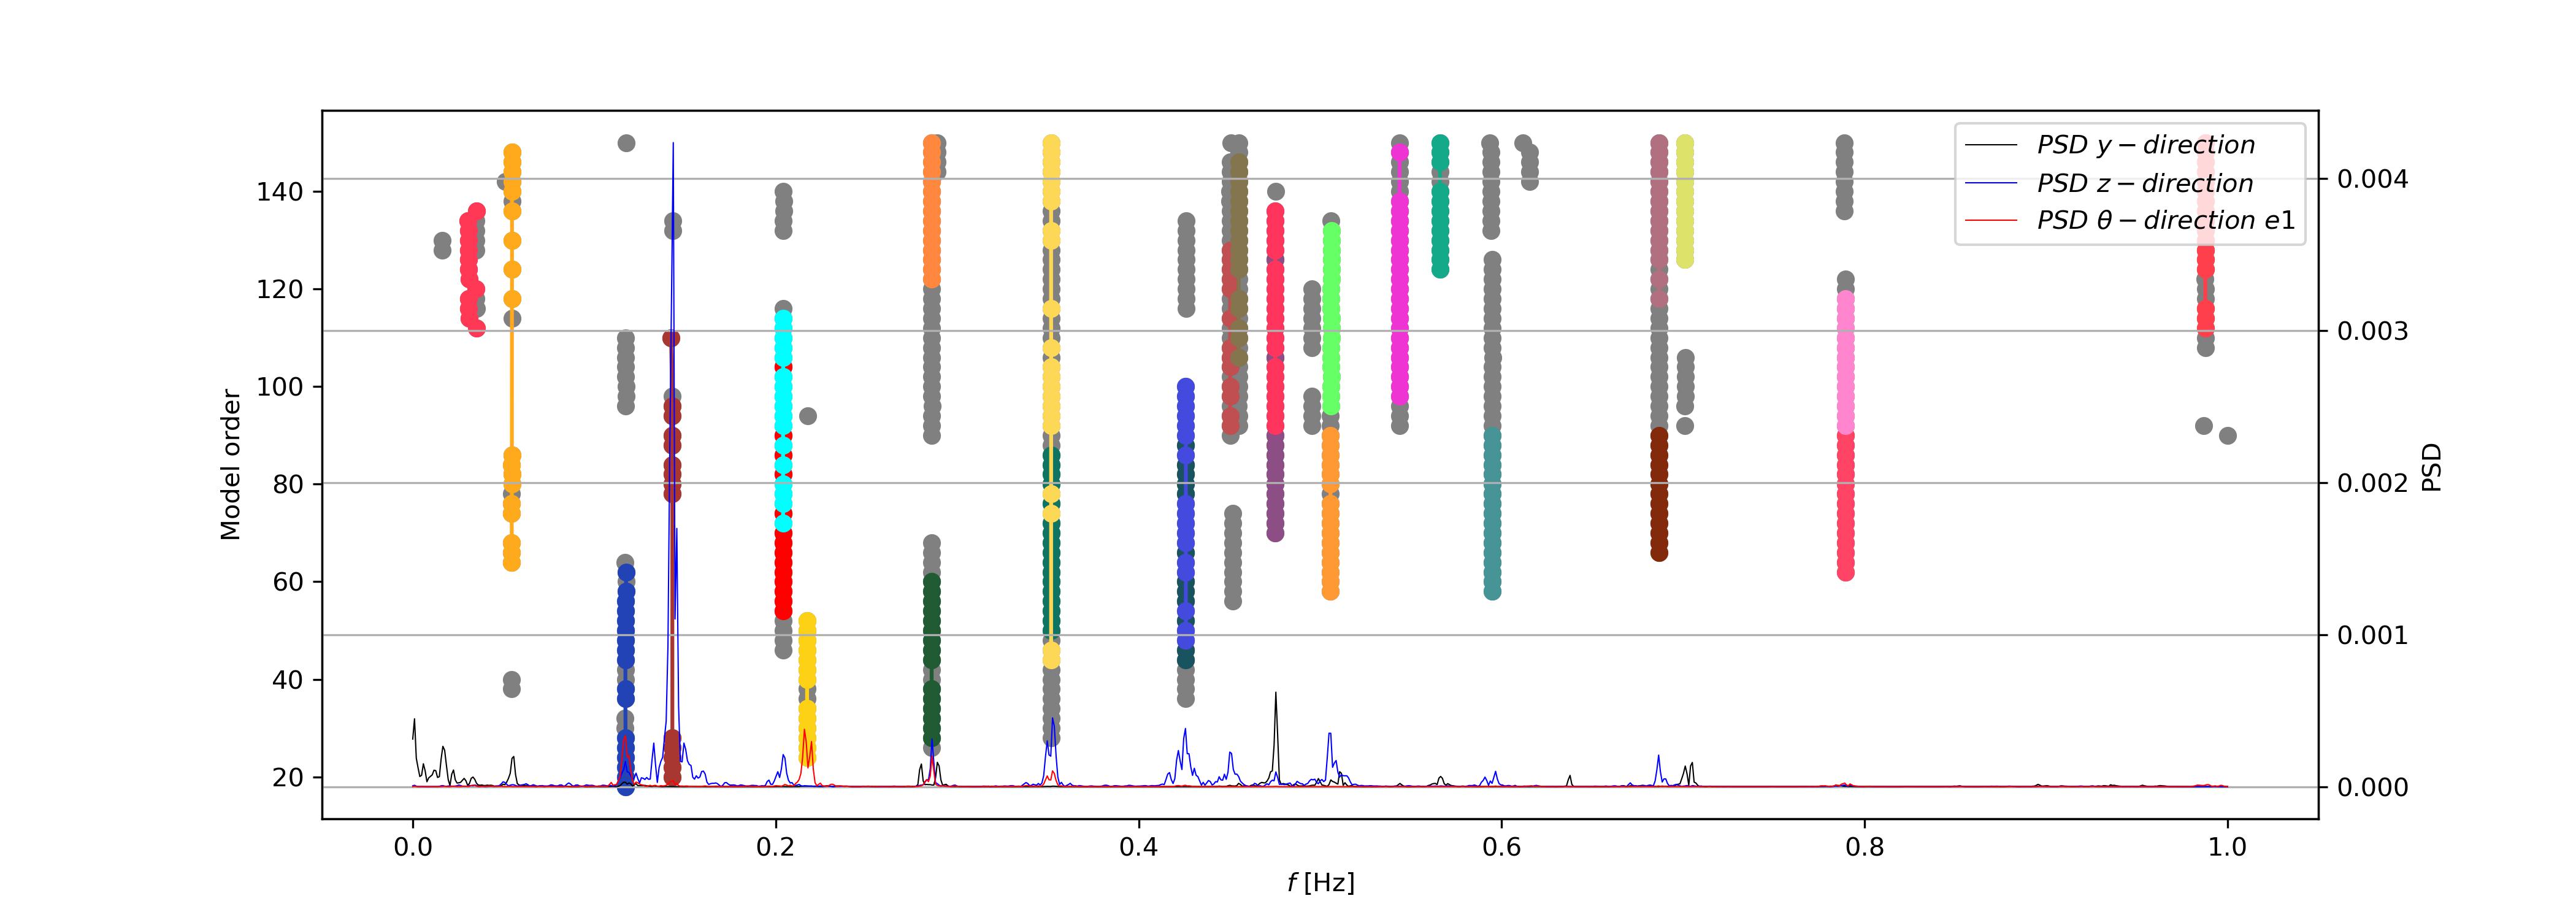 PSD y − direction
PSD z − direction
PSD θ − direction e1
140
120
100
80
60
40
20
Model order
0.004
0.003
0.002
0.001
0.000
PSD
0.0 0.2 0.4 0.6 0.8 1.0
f [Hz]